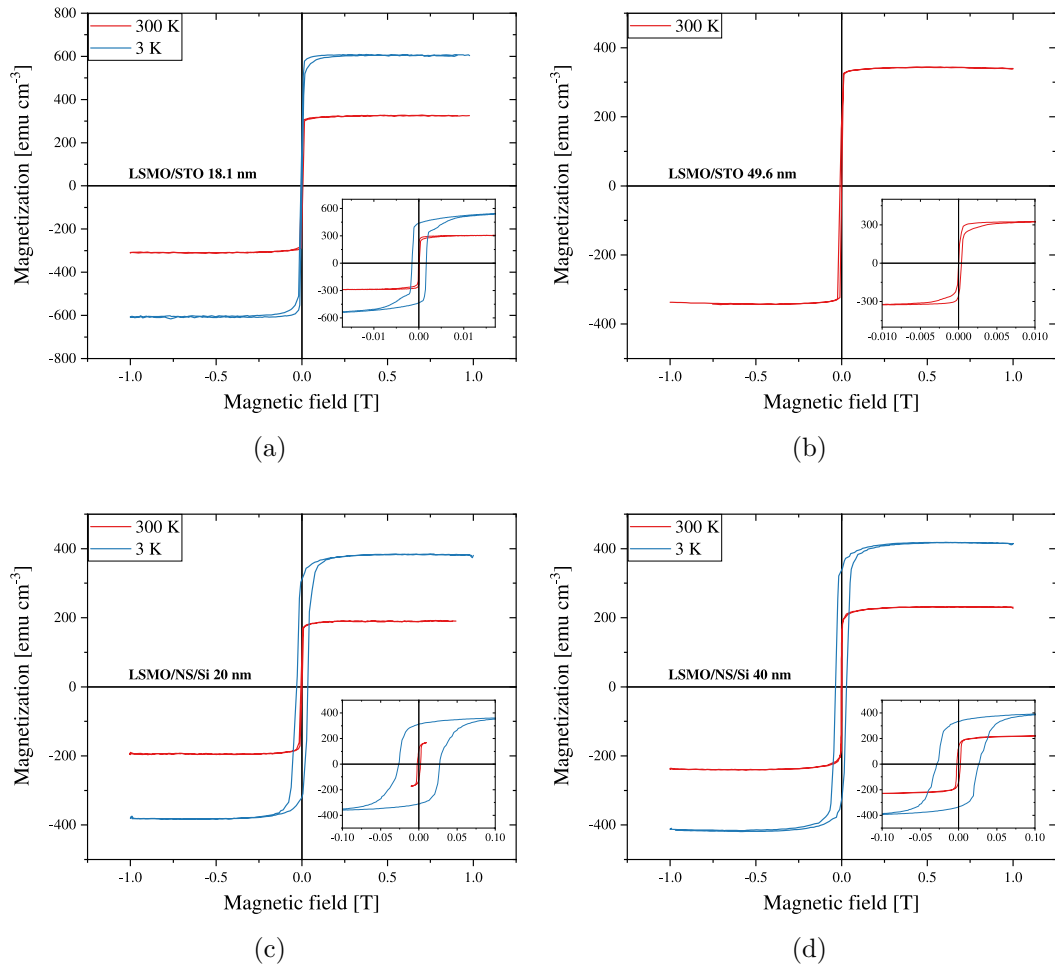 300 K
3 K
800
600
400
200
0
-200
-400
-600
-800
Magnetization [emu cm⁻³]
LSMO/STO 18.1 nm
600
300
0
-300
-600
-0.01 0.00 0.01
-1.0 -0.5 0.0 0.5 1.0
Magnetic field [T]
(a)
300 K
400
200
0
-200
-400
Magnetization [emu cm⁻³]
LSMO/STO 49.6 nm
300
0
-300
-0.010 -0.005 0.000 0.005 0.010
-1.0 -0.5 0.0 0.5 1.0
Magnetic field [T]
(b)
300 K
3 K
400
200
0
-200
-400
Magnetization [emu cm⁻³]
LSMO/NS/Si 20 nm
400
200
0
-200
-400
-0.10 -0.05 0.00 0.05 0.10
-1.0 -0.5 0.0 0.5 1.0
Magnetic field [T]
(c)
300 K
3 K
400
200
0
-200
-400
Magnetization [emu cm⁻³]
LSMO/NS/Si 40 nm
400
200
0
-200
-400
-0.10 -0.05 0.00 0.05 0.10
-1.0 -0.5 0.0 0.5 1.0
Magnetic field [T]
(d)